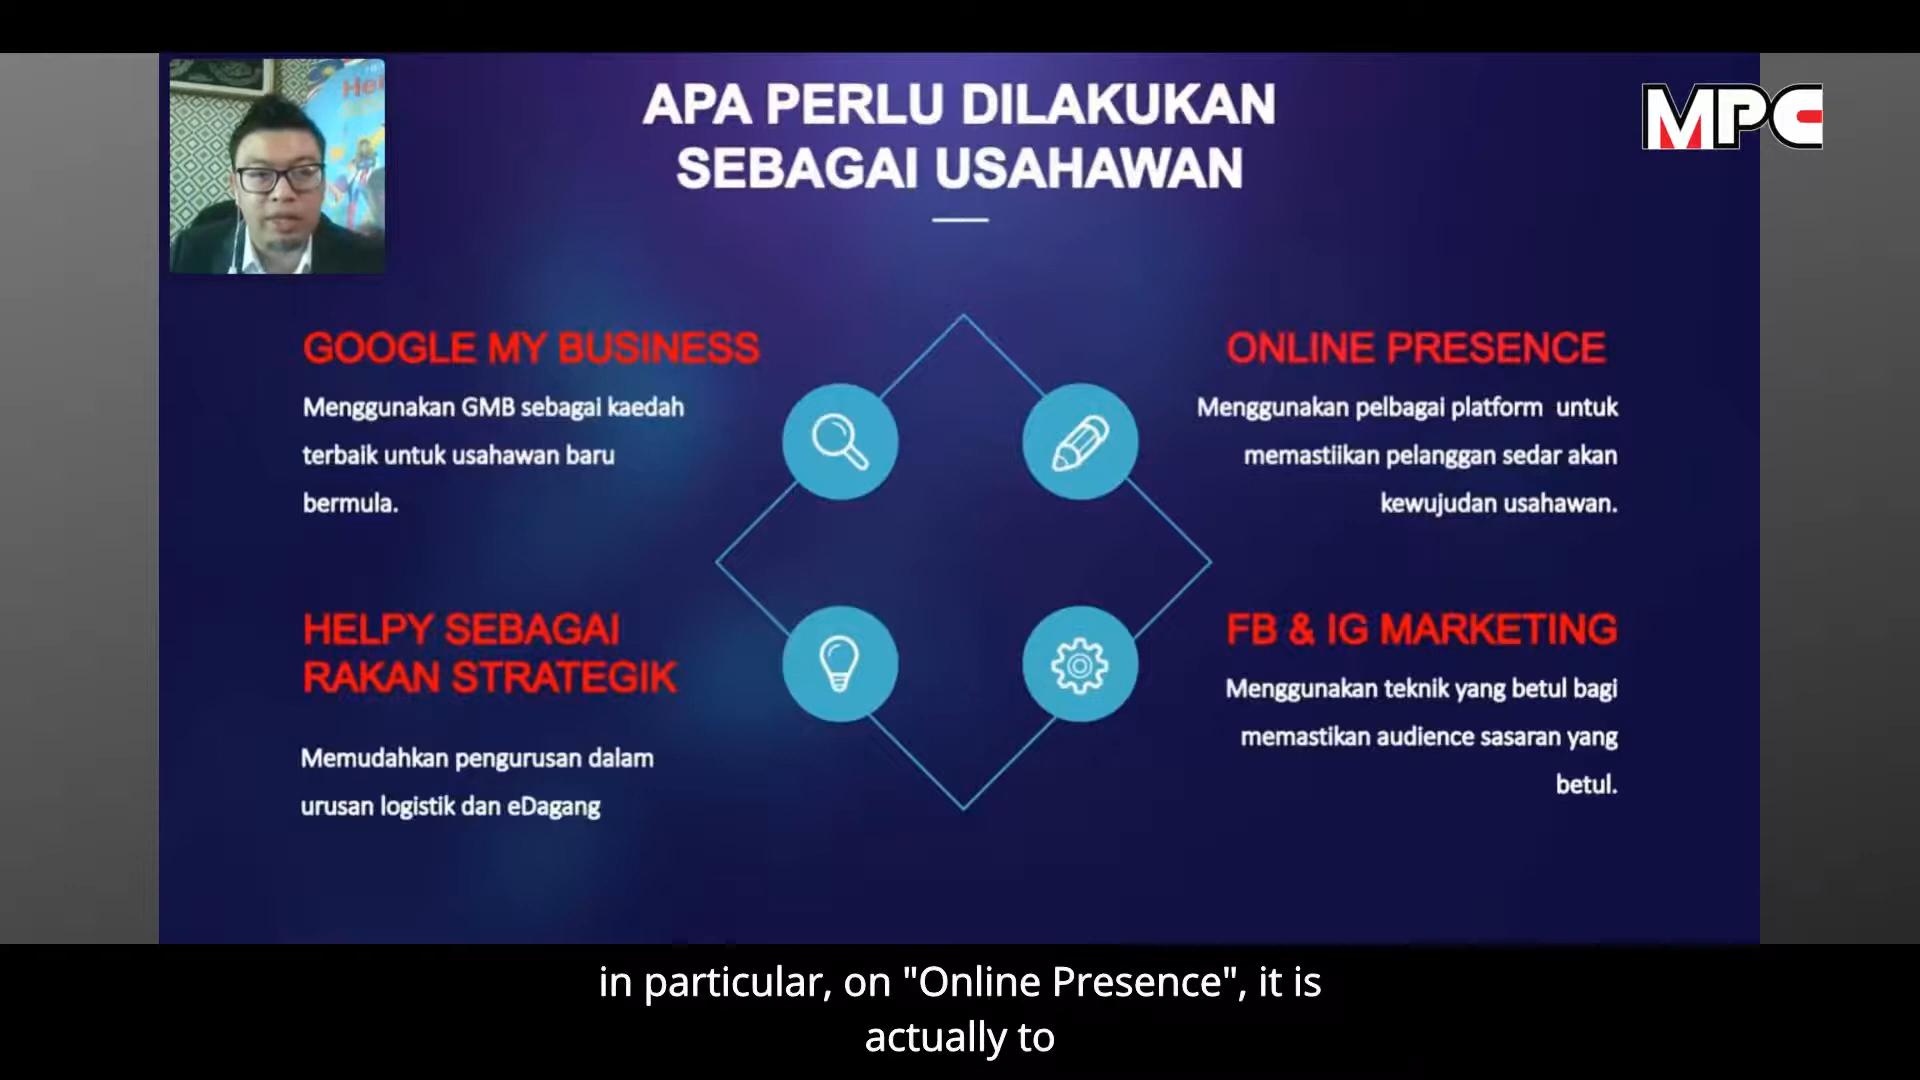 MPC
APA PERLU DILAKUKAN
SEBAGAI USAHAWAN
GOOGLE MY BUSINESS
Menggunakan GMB sebagai kaedah
terbaik untuk usahawan baru
bermula.
ONLINE PRESENCE
Menggunakan pelbagai platform untuk
memastiikan pelanggan sedar akan
kewujudan usahawan.
HELPY SEBAGAI
RAKAN STRATEGIK
Memudahkan pengurusan dalam
urusan logistik dan eDagang
FB & IG MARKETING
Menggunakan teknik yang betul bagi
memastikan audience sasaran yang
betul.
in particular, on "Online Presence", it is
actually to